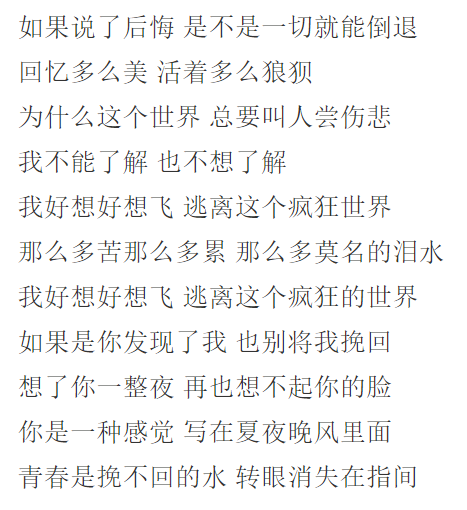 如果说了后悔 是不是一切就能倒退
回忆多么美 活着多么狼狈
为什么这个世界 总要叫人尝伤悲
我不能了解 也不想了解
我好想好想飞 逃离这个疯狂世界
那么多苦那么多累 那么多莫名的泪水
我好想好想飞 逃离这个疯狂的世界
如果是你发现了我 也别将我挽回
想了你一整夜 再也想不起你的脸
你是一种感觉 写在夏夜晚风里面
青春是挽不回的水 转眼消失在指间